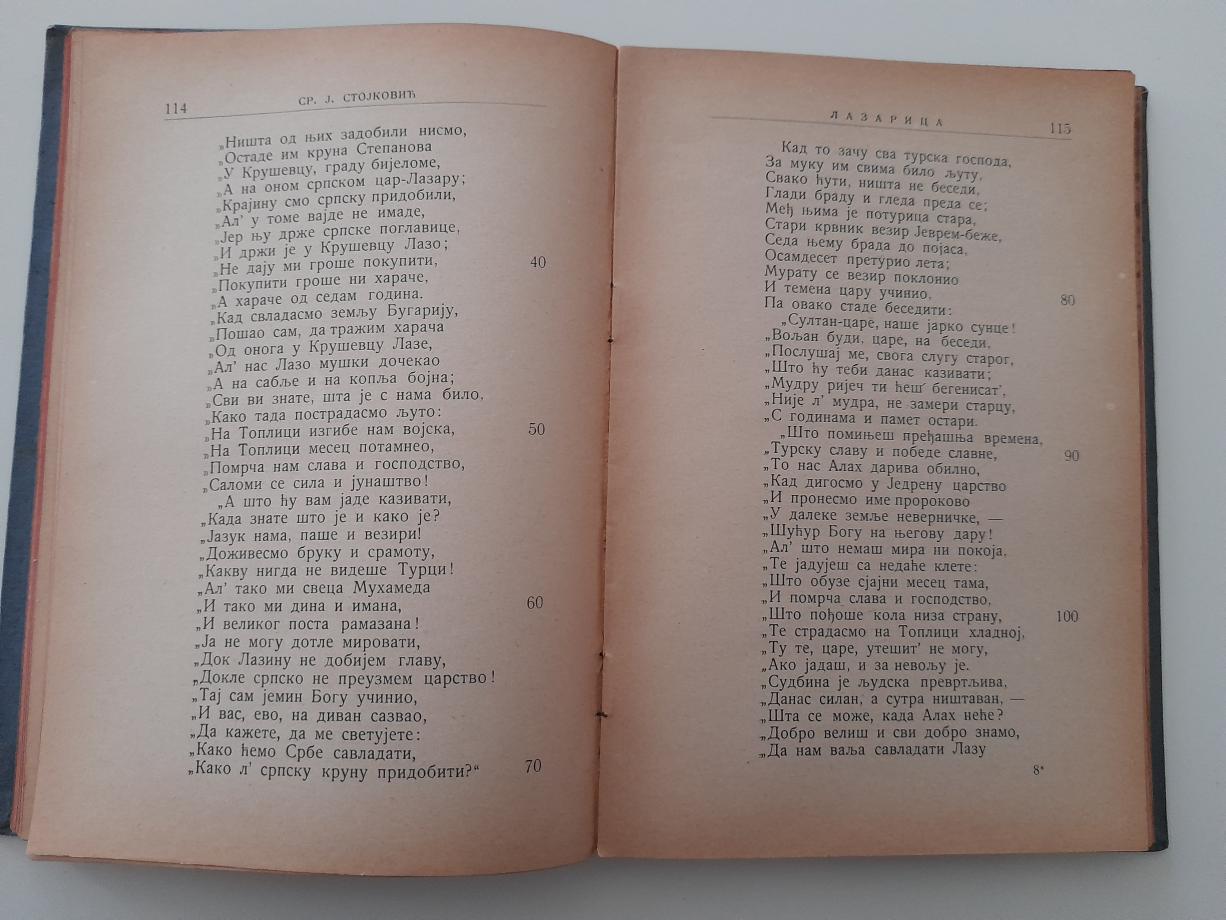 114
СР. Ј. СТОЈКОВИЋ
„Ништа од њих задобили нисмо,
„Остаде им круна Степанова
„У Крушевцу, граду бијеломе,
„А на оном српском цар-Лазару;
„Крајину смо српску придобили,
„Ал’ у томе вајде не имаде,
„Јер њу држе српске поглавице,
„И држи је у Крушевцу Лазо;
„Не дају ми гроше покупити, 40
„Покупити гроше ни хараче,
„А хараче од седам година.
„Кад свладасмо земљу Бугарију,
„Пошао сам, да тражим харача
„Од онога у Крушевцу Лазе,
„Ал’ нас Лазо мушки дочекао
„А на сабље и на копља бојна;
„Сви ви знате, шта је с нама било,
„Како тада пострадасмо љуто:
„На Топлици изгибе нам војска, 50
„На Топлици месец потамнео,
„Помрча нам слава и господство,
„Саломи се сила и јунаштво!
„А што ћу вам јаде казивати,
„Када знате што је и како је?
„Јазук нама, паше и везири!
„Доживесмо бруку и срамоту,
„Какву нигда не видеше Турци!
„Ал’ тако ми свеца Мухамеда
„И тако ми дина и имана, 60
„И великог поста рамазана!
„Ја не могу дотле мировати,
„Док Лазину не добијем главу,
„Докле српско не преузмем царство!
„Тај сам јемин Богу учинио,
„И вас, ево, на диван сазвао,
„Да кажете, да ме светујете:
„Како ћемо Србе савладати,
„Како л’ српску круну придобити?“ 70
ЛАЗАРИЦА
115
Кад то зачу сва турска господа,
За муку им свима било љуту,
Свако ћути, ништа не беседи,
Глади браду и гледа преда се;
Међ њима је потурица стара,
Стари крвник везир Јеврем-беже,
Седа њему брада до појаса,
Осамдесет претурио лета;
Мурату се везир поклонио
И темена цару учинио, 80
Па овако стаде беседити:
„Султан-царе, наше јарко сунце!
„Вољан буди, царе, на беседи,
„Послушај ме, свога слугу старог,
„Што ћу теби данас казивати;
„Мудру ријеч ти ћеш бегенисат’,
„Није л’ мудра, не замери старцу,
„С годинама и памет остари.
„Што помињеш пређашња времена,
„Турску славу и победе славне, 90
„То нас Алах дарива обилно,
„Кад дигосмо у Једрену царство
„И пронесмо име пророково
„У далеке земље неверничке, —
„Шућур Богу на његову дару!
„Ал’ што немаш мира ни покоја,
„Те јадујеш са недаће клете:
„Што обузе сјајни месец тама,
„И помрча слава и господство,
„Што пођоше кола низа страну, 100
„Те страдасмо на Топлици хладној,
„Ту те, царе, утешит’ не могу,
„Ако јадаш, и за невољу је.
„Судбина је људска превртљива,
„Данас силан, а сутра ништаван, —
„Шта се може, када Алах неће?
„Добро велиш и сви добро знамо,
„Да нам ваља савладати Лазу
8*